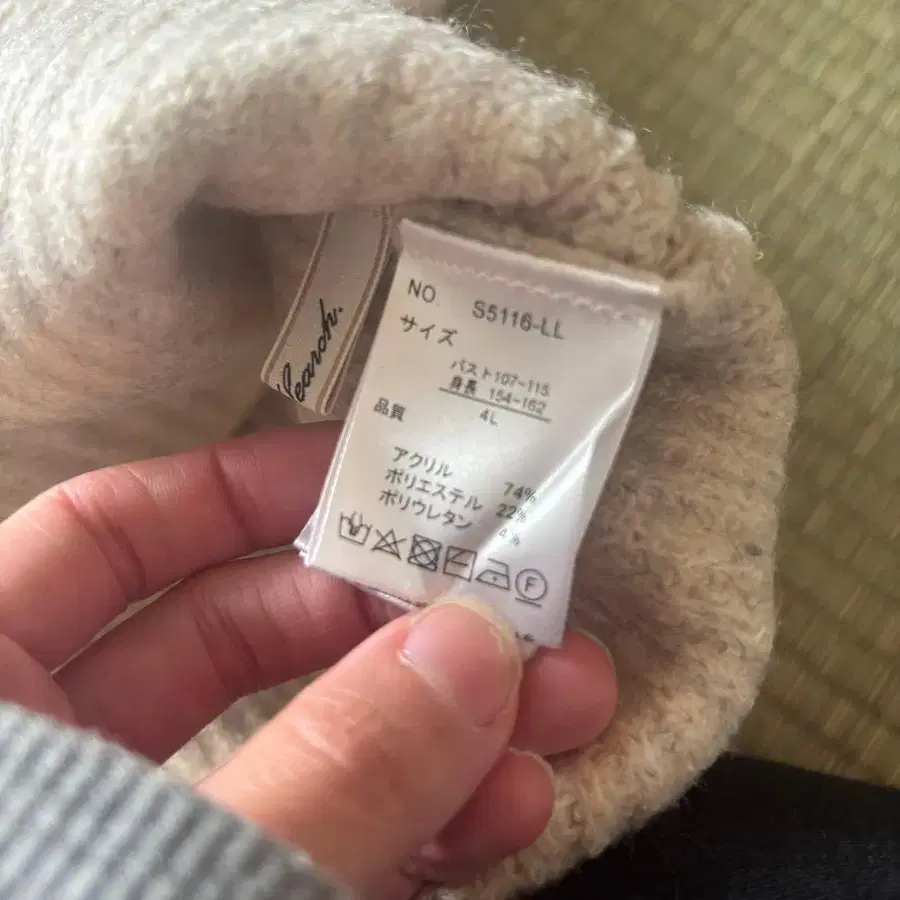 Search.
NO. S5116-LL
サイズ
バスト107-115
身長 154-162
4L
品質
アクリル 74%
ポリエステル 22%
ポリウレタン 4%
F